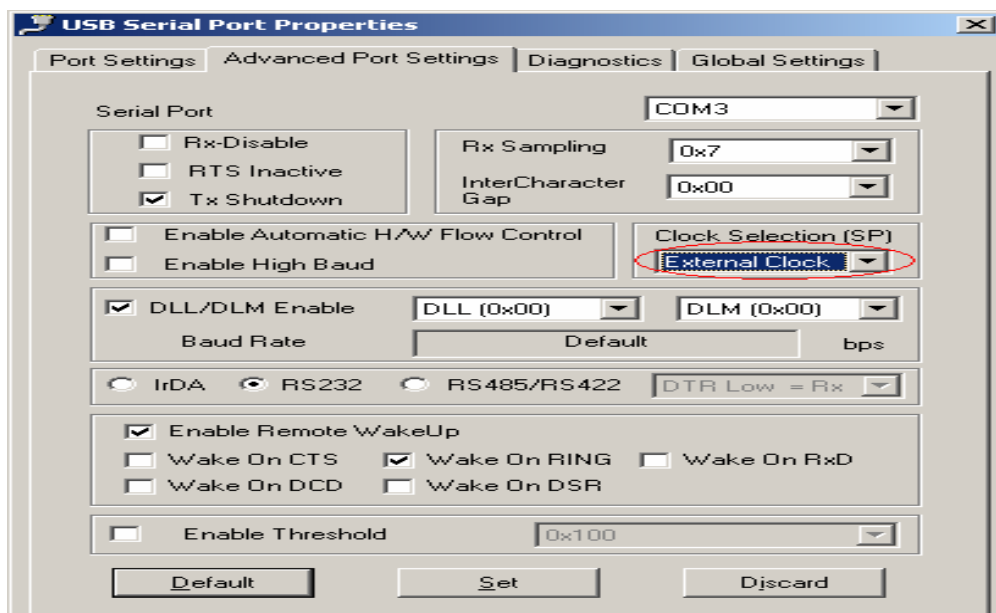 USB Serial Port Properties
Port Settings Advanced Port Settings Diagnostics Global Settings
Serial Port COM3
Rx-Disable
RTS Inactive
Tx Shutdown
Rx Sampling 0x7
InterCharacter Gap 0x00
Enable Automatic H/W Flow Control
Enable High Baud
Clock Selection (SP)
External Clock
DLL/DLM Enable DLL (0x00) DLM (0x00)
Baud Rate Default bps
IrDA RS232 RS485/RS422 DTR Low = Rx
Enable Remote WakeUp
Wake On CTS Wake On RING Wake On RxD
Wake On DCD Wake On DSR
Enable Threshold 0x100
Default Set Discard